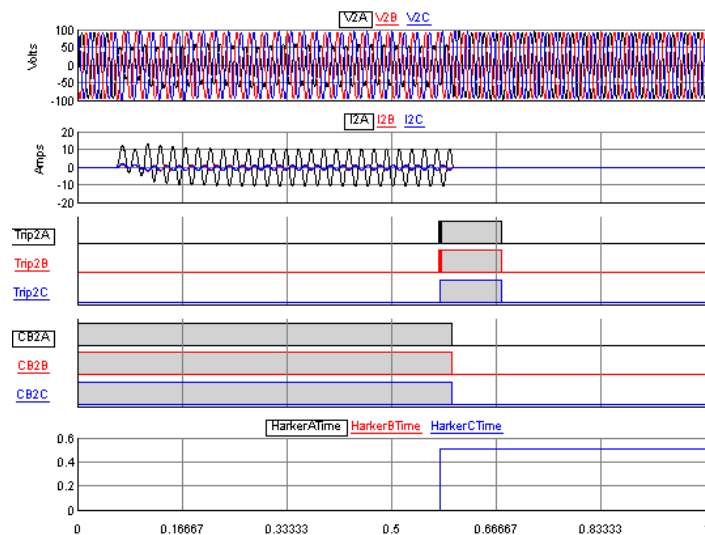 V2A V2B V2C
100
50
0
-50
-100
Volts
I2A I2B I2C
20
10
0
-10
-20
Amps
Trip2A
Trip2B
Trip2C
CB2A
CB2B
CB2C
HarkerATime HarkerBTime HarkerCTime
0.6
0.4
0.2
0
0 0.16667 0.33333 0.5 0.66667 0.83333